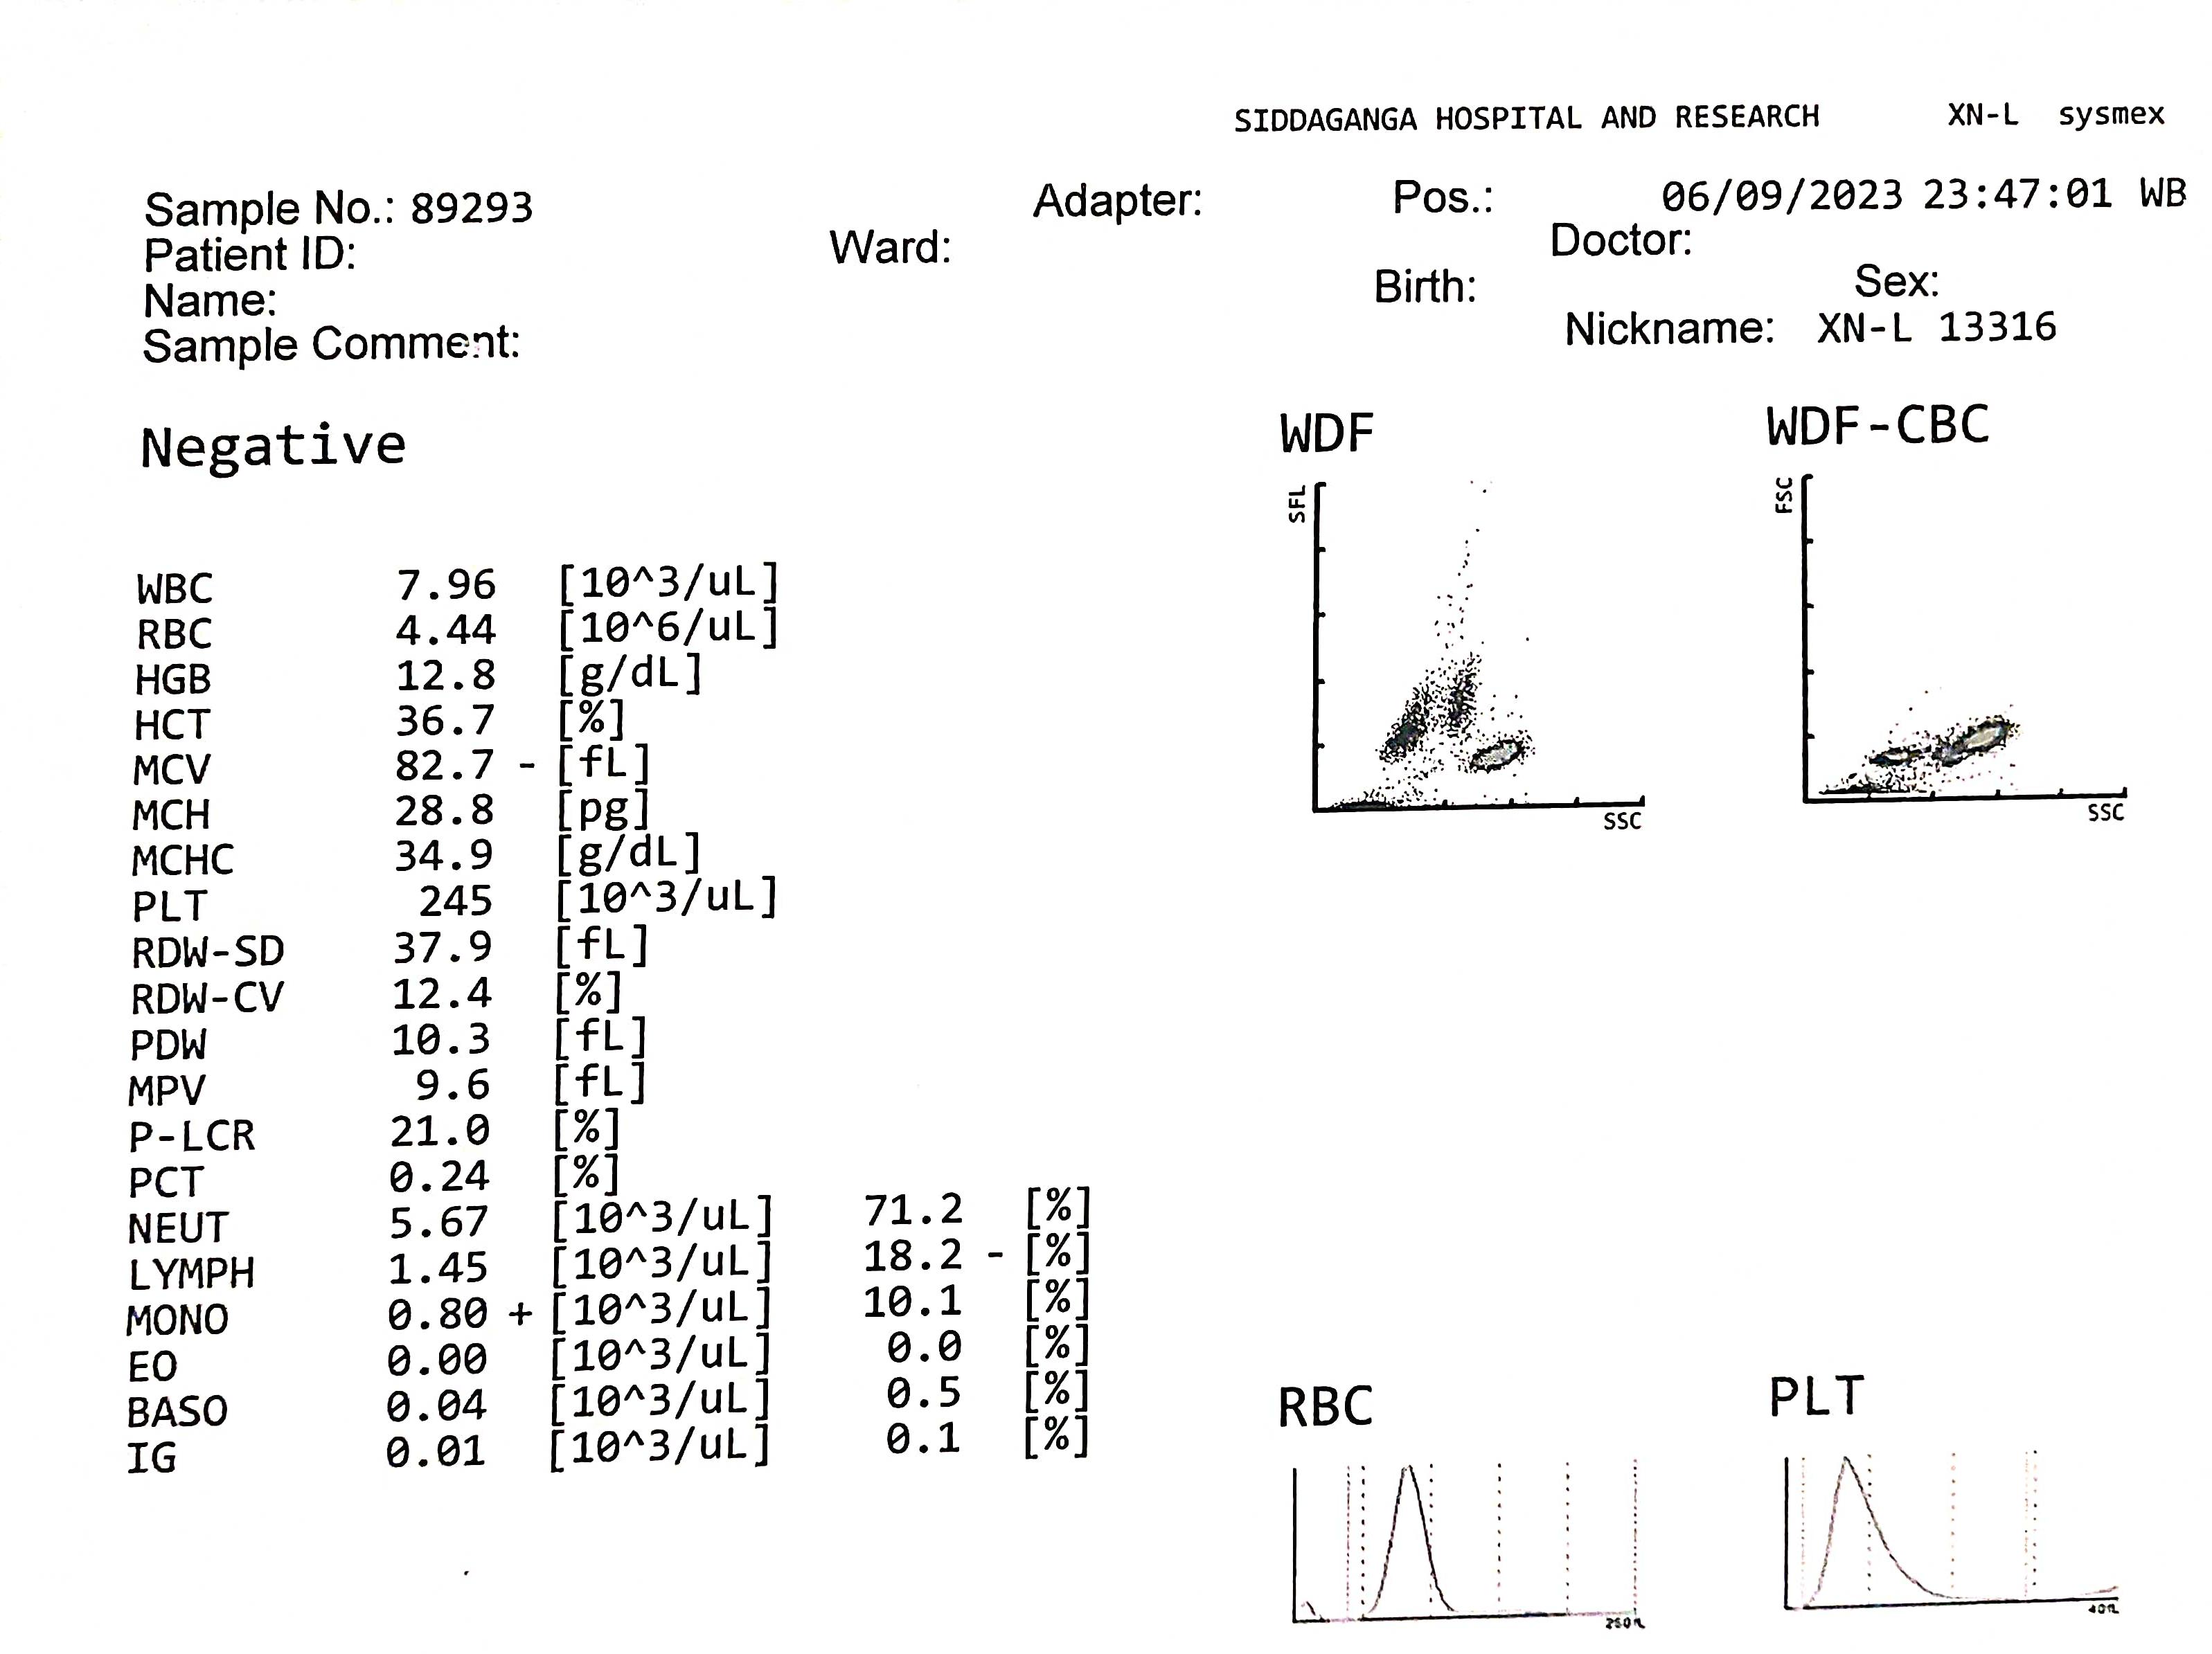 SIDDAGANGA HOSPITAL AND RESEARCH XN-L sysmex
Sample No.: 89293 Adapter: Pos.: 06/09/2023 23:47:01 WB
Patient ID: Ward: Doctor:
Name: Birth: Sex:
Sample Comment: Nickname: XN-L 13316
Negative
WBC 7.96 [10^3/uL]
RBC 4.44 [10^6/uL]
HGB 12.8 [g/dL]
HCT 36.7 [%]
MCV 82.7 - [fL]
MCH 28.8 [pg]
MCHC 34.9 [g/dL]
PLT 245 [10^3/uL]
RDW-SD 37.9 [fL]
RDW-CV 12.4 [%]
PDW 10.3 [fL]
MPV 9.6 [fL]
P-LCR 21.0 [%]
PCT 0.24 [%]
NEUT 5.67 [10^3/uL] 71.2 [%]
LYMPH 1.45 [10^3/uL] 18.2 - [%]
MONO 0.80 + [10^3/uL] 10.1 [%]
EO 0.00 [10^3/uL] 0.0 [%]
BASO 0.04 [10^3/uL] 0.5 [%]
IG 0.01 [10^3/uL] 0.1 [%]
WDF
SFL
SSC
WDF-CBC
FSC
SSC
RBC
250fL
PLT
40fL